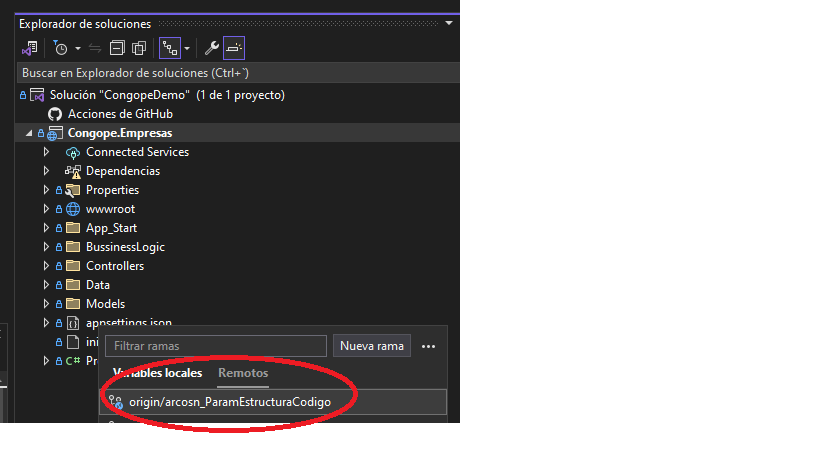 Explorador de soluciones
Buscar en Explorador de soluciones (Ctrl+`)
Solución "CongopeDemo" (1 de 1 proyecto)
Acciones de GitHub
Congope.Empresas
Connected Services
Dependencias
Properties
wwwroot
App_Start
BussinessLogic
Controllers
Data
Models
appsettings.json
ini
Pr
Filtrar ramas
Nueva rama
Variables locales Remotos
origin/arcosn_ParamEstructuraCodigo